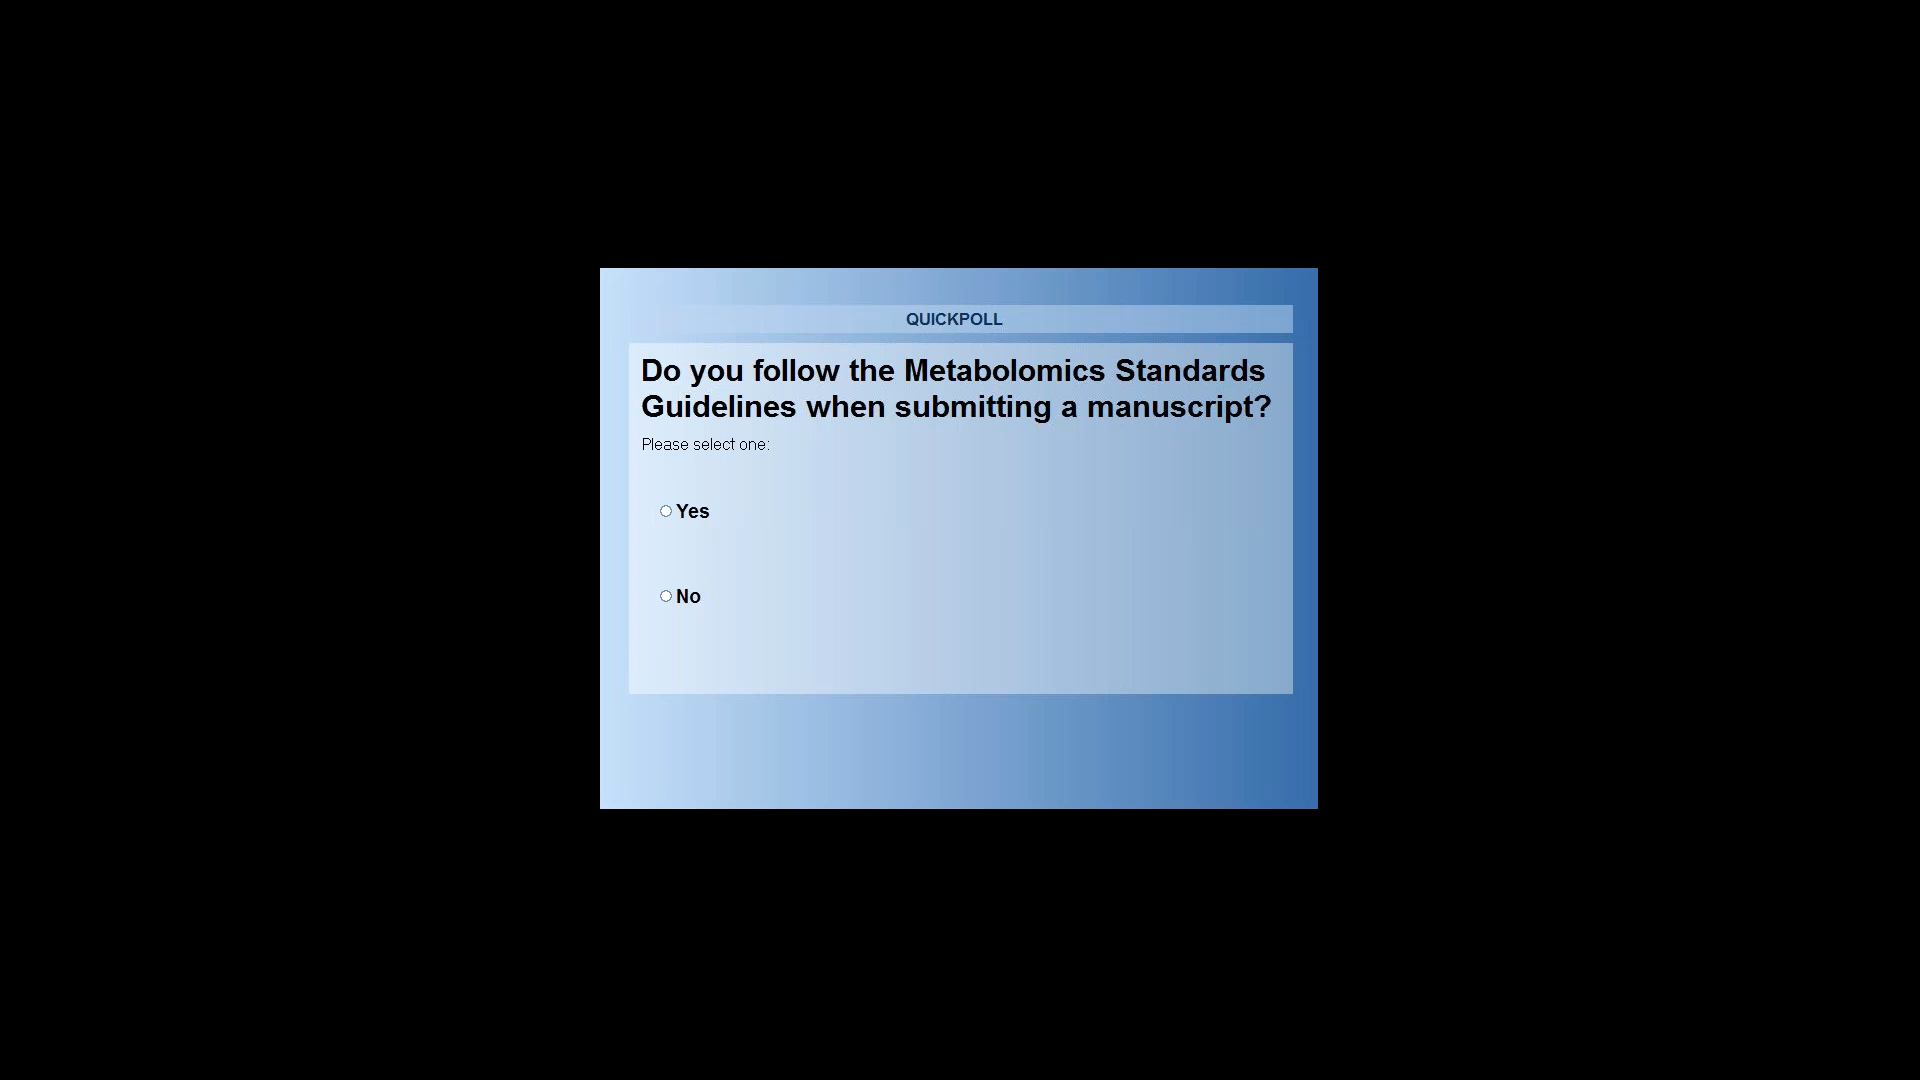 QUICKPOLL
Do you follow the Metabolomics Standards
Guidelines when submitting a manuscript?
Please select one:
Yes
No